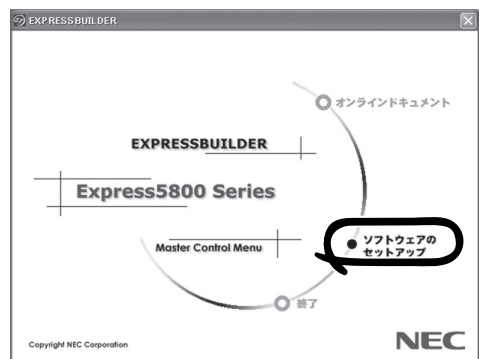 EXPRESSBUILDER
オンラインドキュメント
EXPRESSBUILDER
Express5800 Series
ソフトウェアの
セットアップ
Master Control Menu
終了
Copyright NEC Corporation
NEC